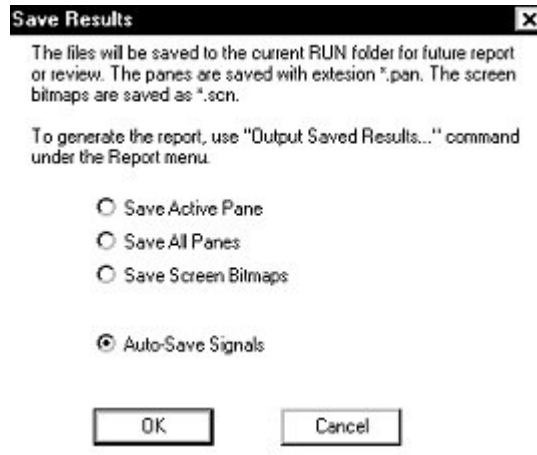 Save Results
The files will be saved to the current RUN folder for future report
or review. The panes are saved with extesion *.pan. The screen
bitmaps are saved as *.scn.
To generate the report, use "Output Saved Results..." command
under the Report menu.
Save Active Pane
Save All Panes
Save Screen Bitmaps
Auto-Save Signals
OK Cancel